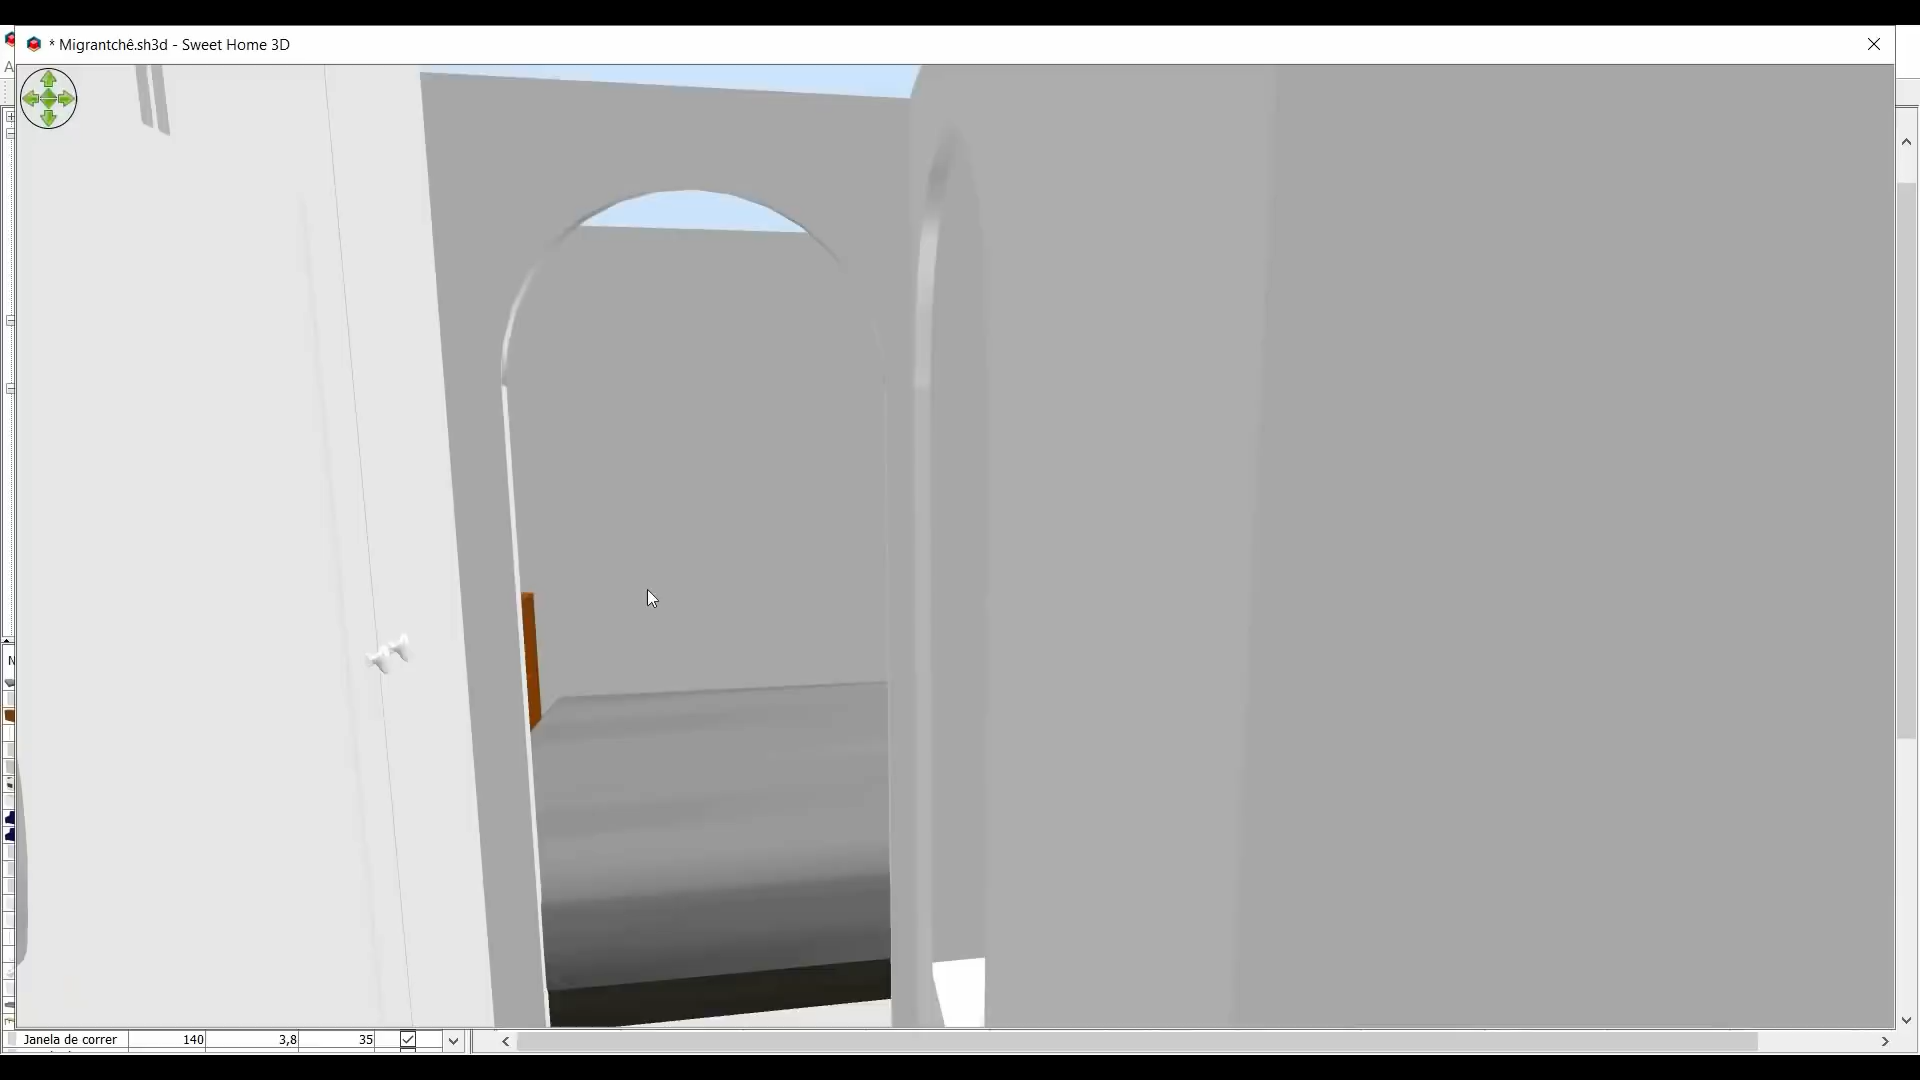 * Migrantchê.sh3d - Sweet Home 3D
A
N
Janela de correr 140 3,8 35